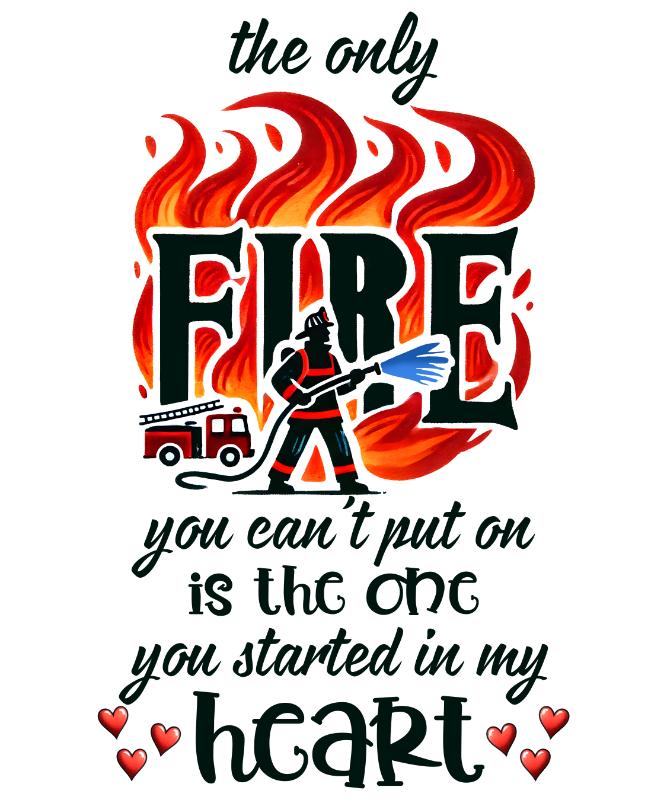 the only
FIRE
you can't put on
is the one
you started in my
heart